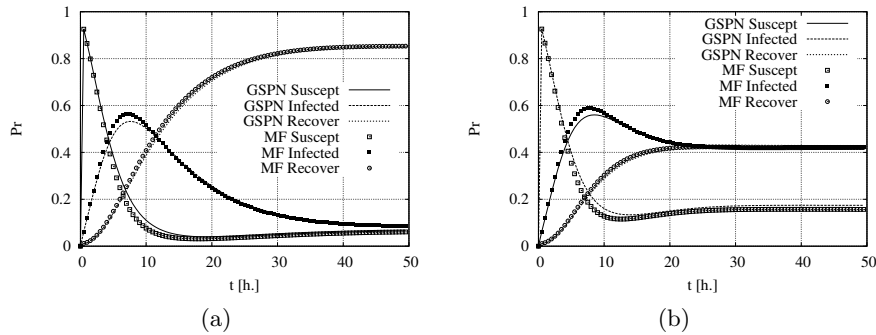 1
0.8
0.6
0.4
0.2
0
Pr
GSPN Suscept
GSPN Infected
GSPN Recover
MF Suscept
MF Infected
MF Recover
0 10 20 30 40 50
t [h.]
(a)
1
0.8
0.6
0.4
0.2
0
Pr
GSPN Suscept
GSPN Infected
GSPN Recover
MF Suscept
MF Infected
MF Recover
0 10 20 30 40 50
t [h.]
(b)